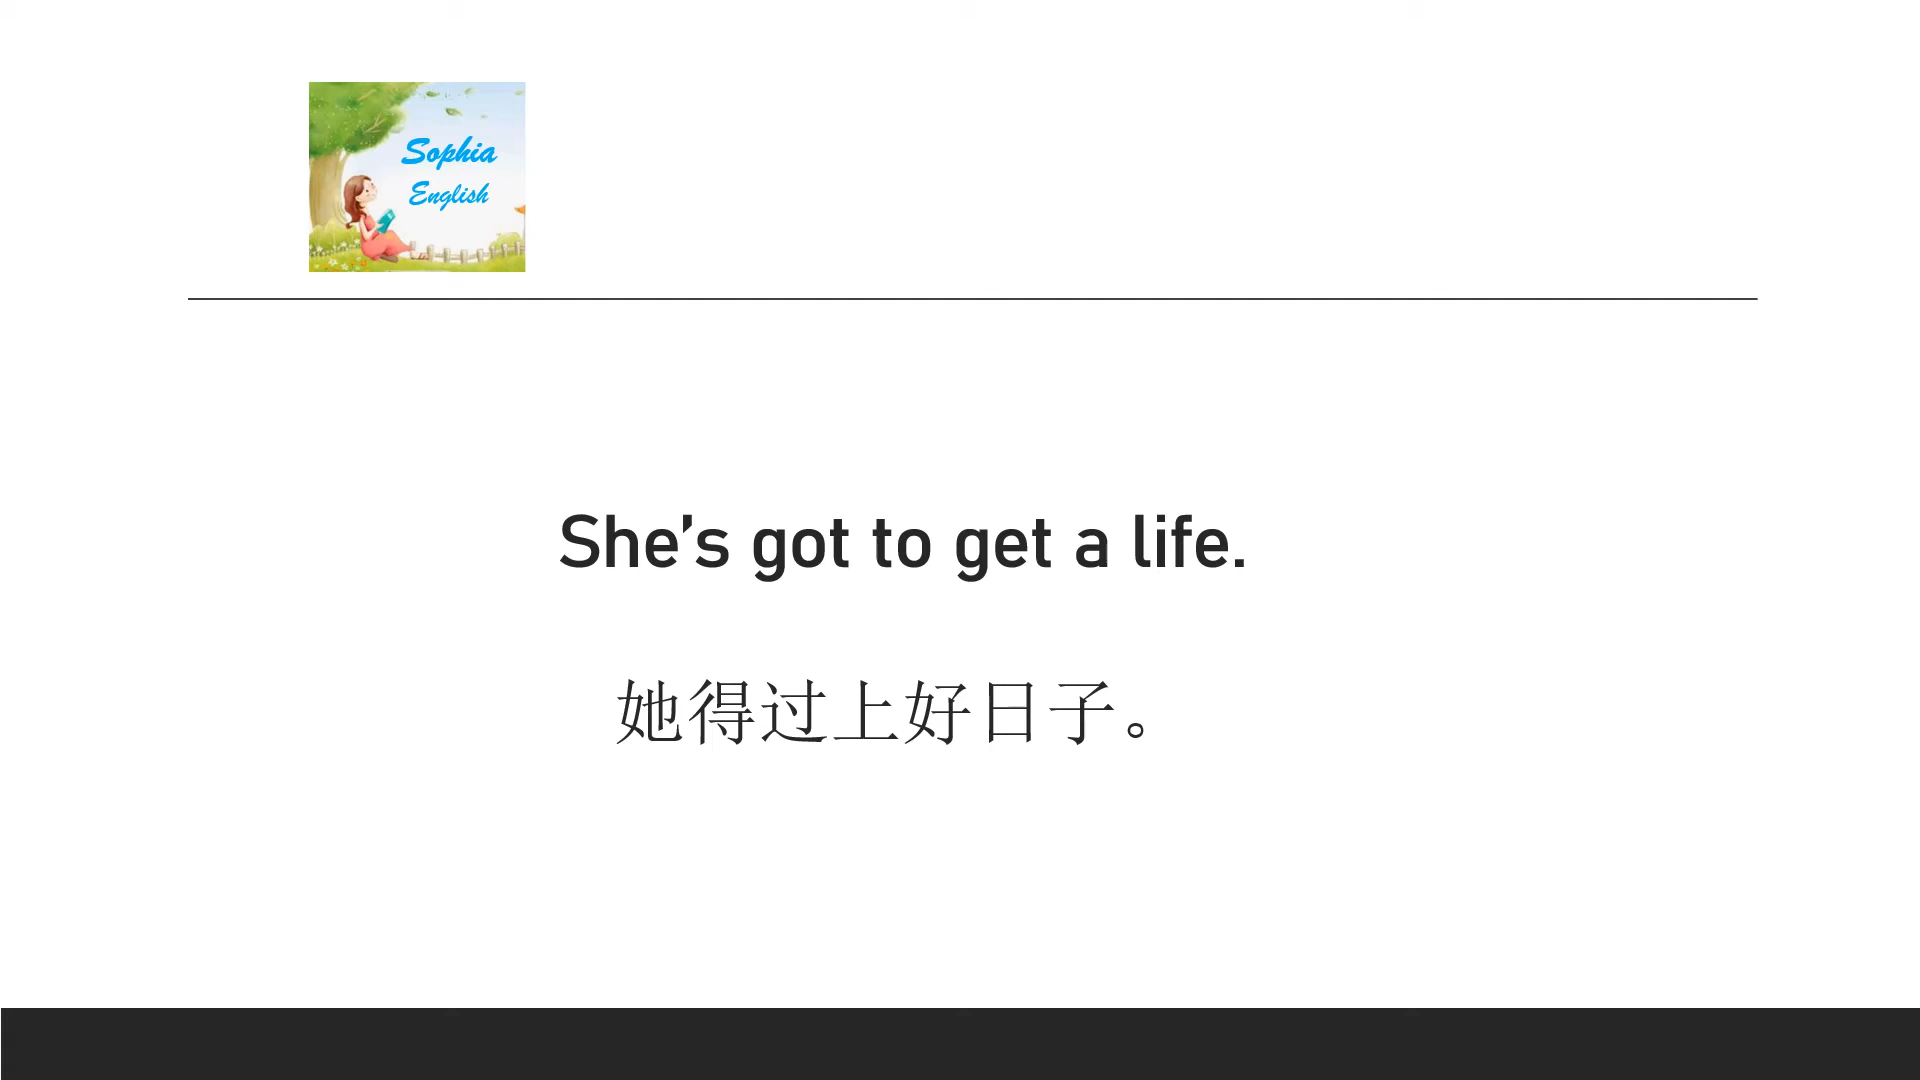 Sophia
English
She’s got to get a life.
她得过上好日子。